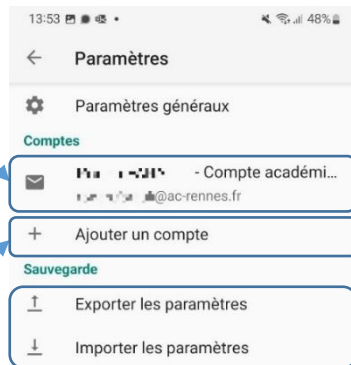 13:53 48%
Paramètres
Paramètres généraux
Comptes
- Compte académi...
@ac-rennes.fr
Ajouter un compte
Sauvegarde
Exporter les paramètres
Importer les paramètres